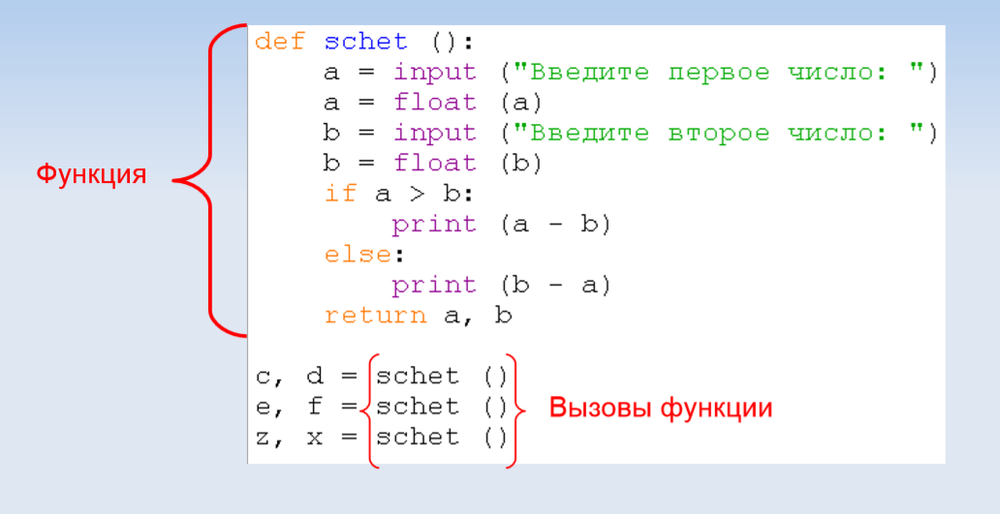 def schet ():
    a = input ("Введите первое число: ")
    a = float (a)
    b = input ("Введите второе число: ")
    b = float (b)
Функция
    if a > b:
        print (a - b)
    else:
        print (b - a)
    return a, b
c, d = schet ()
e, f = schet ()
Вызовы функции
z, x = schet ()